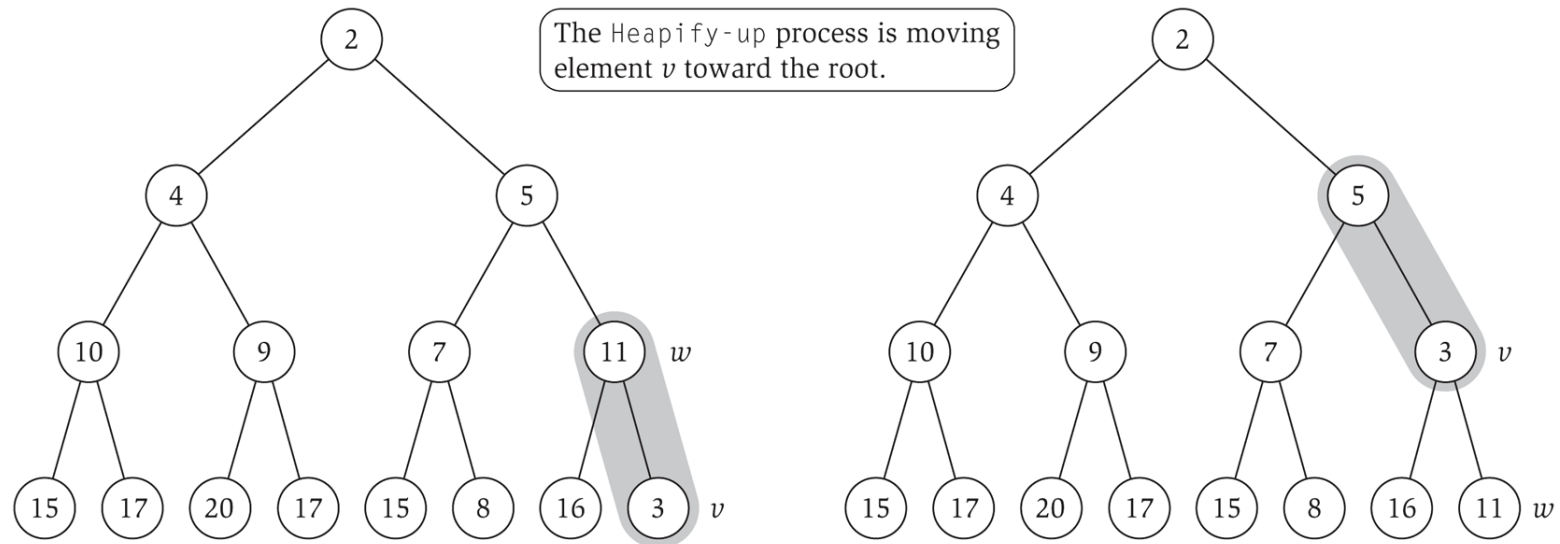 The Heapify-up process is moving
element v toward the root.
2
4 5
10 9 7 11 w
15 17 20 17 15 8 16 3 v
2
4 5
10 9 7 3 v
15 17 20 17 15 8 16 11 w